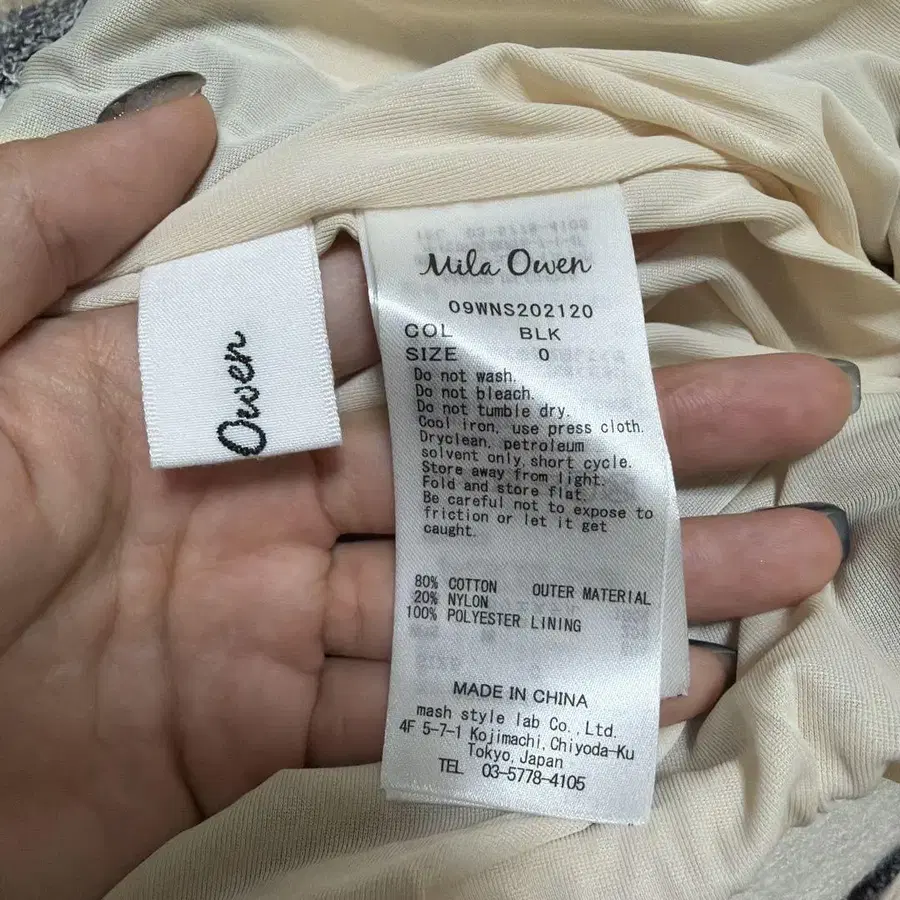 Owen
Mila Owen
09WNS202120
COL BLK
SIZE 0
Do not wash.
Do not bleach.
Do not tumble dry.
Cool iron, use press cloth.
Dryclean, petroleum
solvent only, short cycle.
Store away from light.
Fold and store flat.
Be careful not to expose to
friction or let it get
caught.
80% COTTON OUTER MATERIAL
20% NYLON
100% POLYESTER LINING
MADE IN CHINA
mash style lab Co., Ltd.
4F 5-7-1 Kojimachi, Chiyoda-Ku
Tokyo, Japan
TEL 03-5778-4105